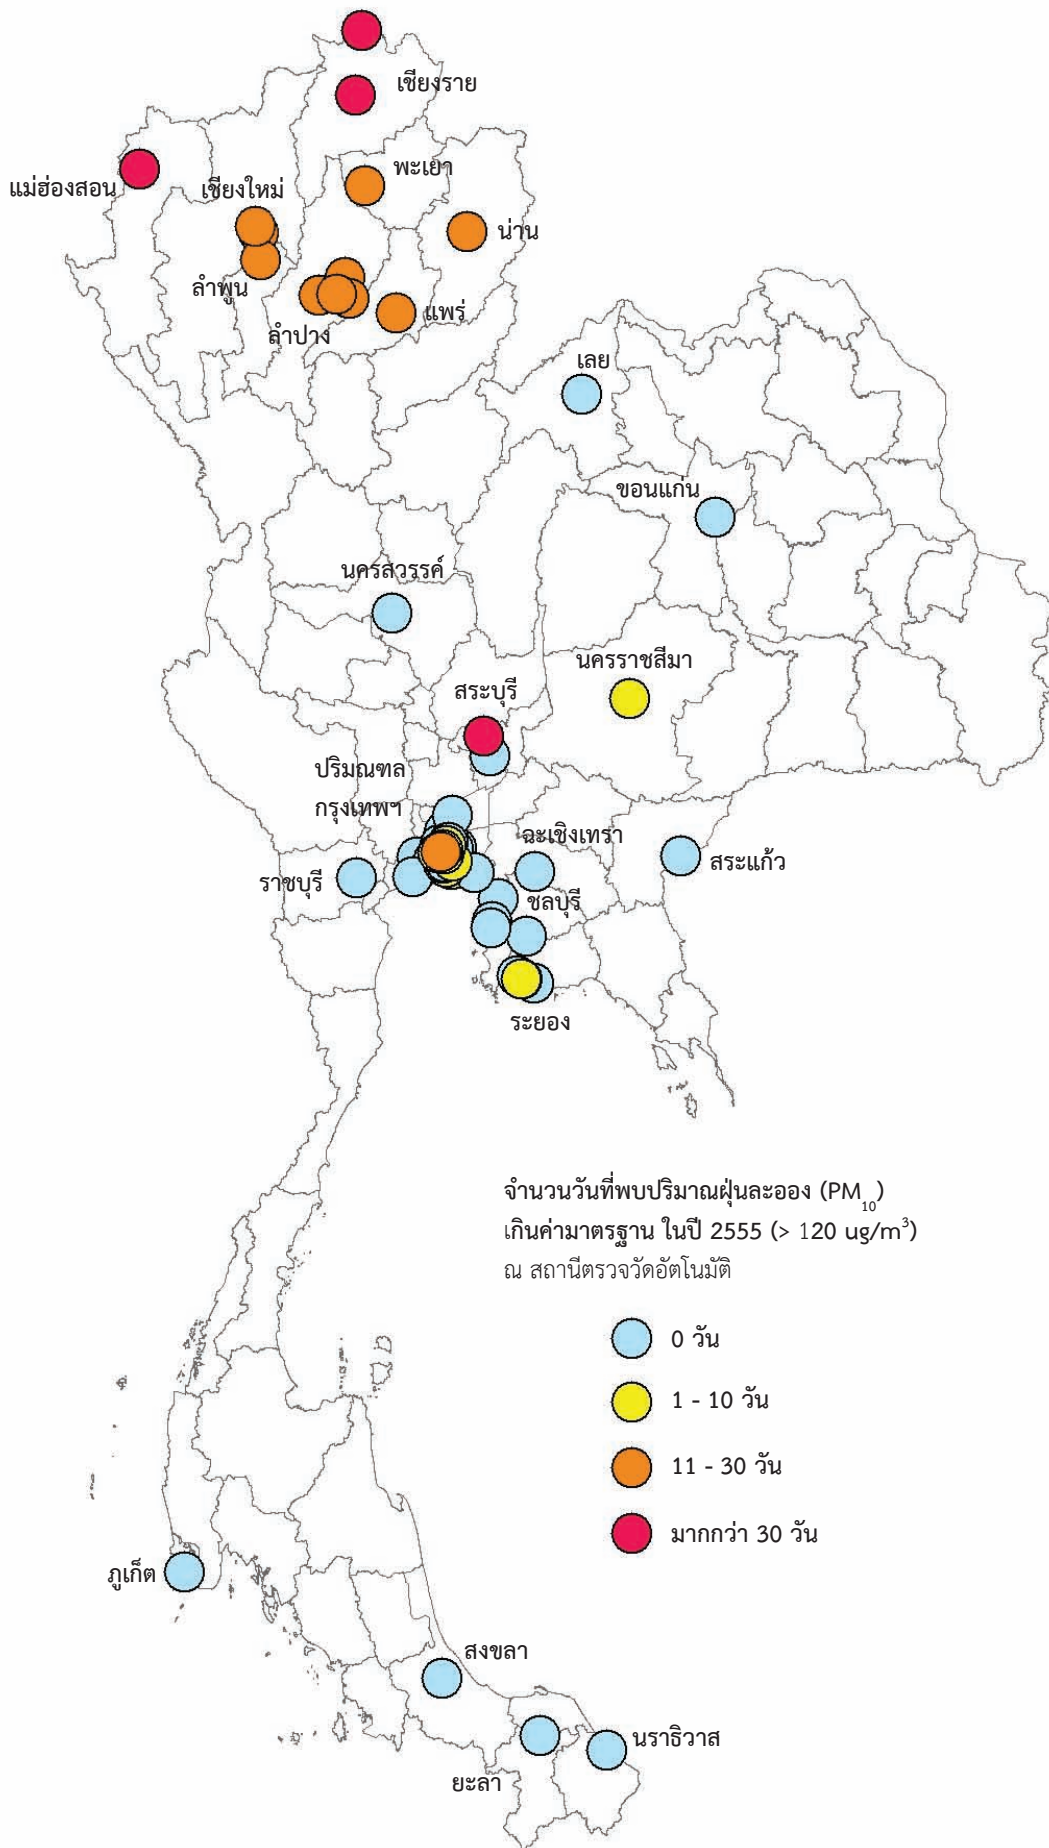 เชียงราย
พะเยา
แม่ฮ่องสอน
เชียงใหม่
น่าน
ลำพูน
แพร่
ลำปาง
เลย
ขอนแก่น
นครสวรรค์
นครราชสีมา
สระบุรี
ปริมณฑล
กรุงเทพฯ
ฉะเชิงเทรา
สระแก้ว
ราชบุรี
ชลบุรี
ระยอง
จำนวนวันที่พบปริมาณฝุ่นละออง (PM₁₀)
เกินค่ามาตรฐาน ในปี 2555 (> 120 ug/m³)
ณ สถานีตรวจวัดอัตโนมัติ
0 วัน
1 - 10 วัน
11 - 30 วัน
มากกว่า 30 วัน
ภูเก็ต
สงขลา
นราธิวาส
ยะลา